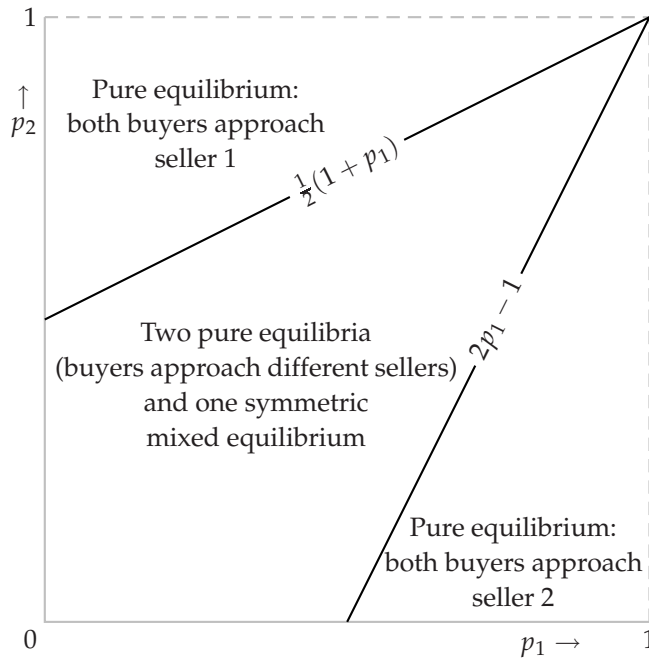 1
↑
p₂
Pure equilibrium:
both buyers approach
seller 1
½(1 + p₁)
2p₁ − 1
Two pure equilibria
(buyers approach different sellers)
and one symmetric
mixed equilibrium
Pure equilibrium:
both buyers approach
seller 2
0
p₁ →
1